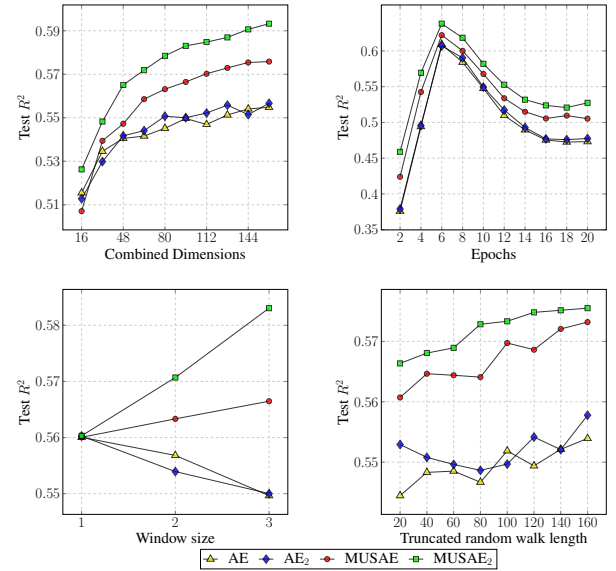 0.59
0.57
0.55
0.53
0.51
Test R²
16 48 80 112 144
Combined Dimensions
0.6
0.55
0.5
0.45
0.4
0.35
Test R²
2 4 6 8 10 12 14 16 18 20
Epochs
0.58
0.57
0.56
0.55
Test R²
1 2 3
Window size
0.57
0.56
0.55
Test R²
20 40 60 80 100 120 140 160
Truncated random walk length
AE AE₂ MUSAE MUSAE₂